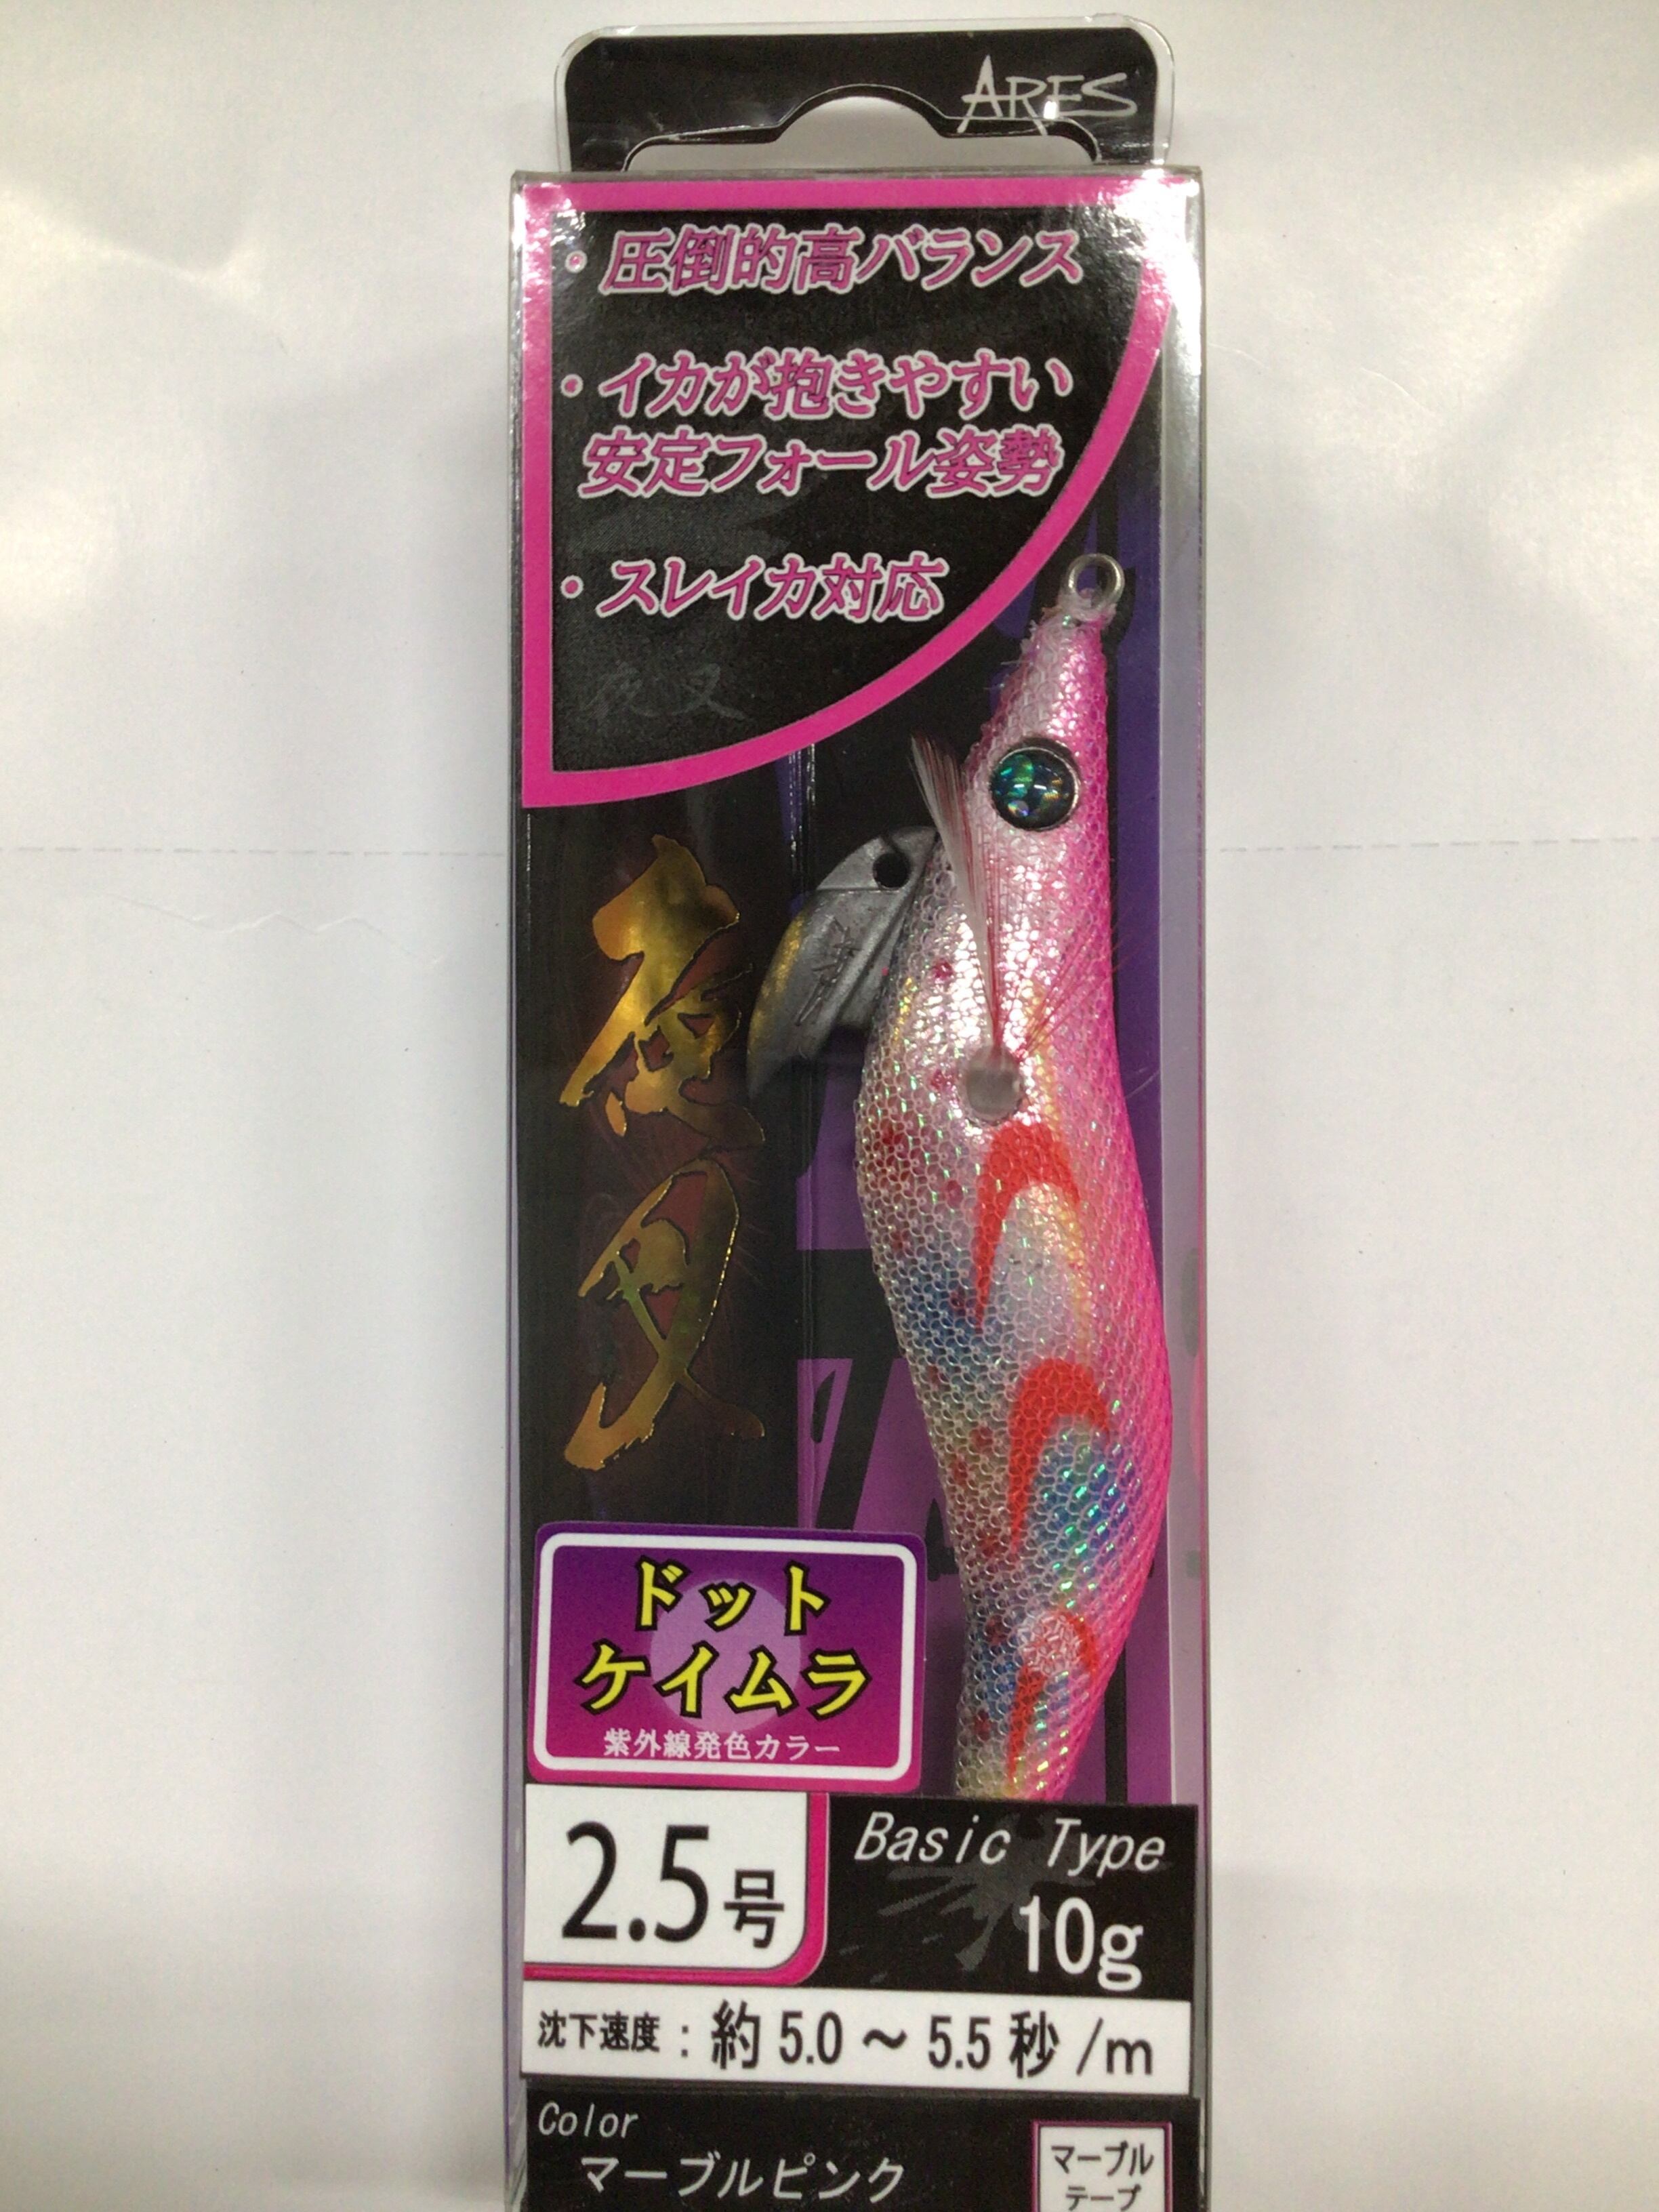 ARES
・圧倒的高バランス
・イカが抱きやすい
安定フォール姿勢
・スレイカ対応
夜叉
夜叉
ドット
ケイムラ
紫外線発色カラー
2.5号
Basic Type
10g
沈下速度：約5.0～5.5秒/m
Color
マーブルピンク
マーブル
テープ